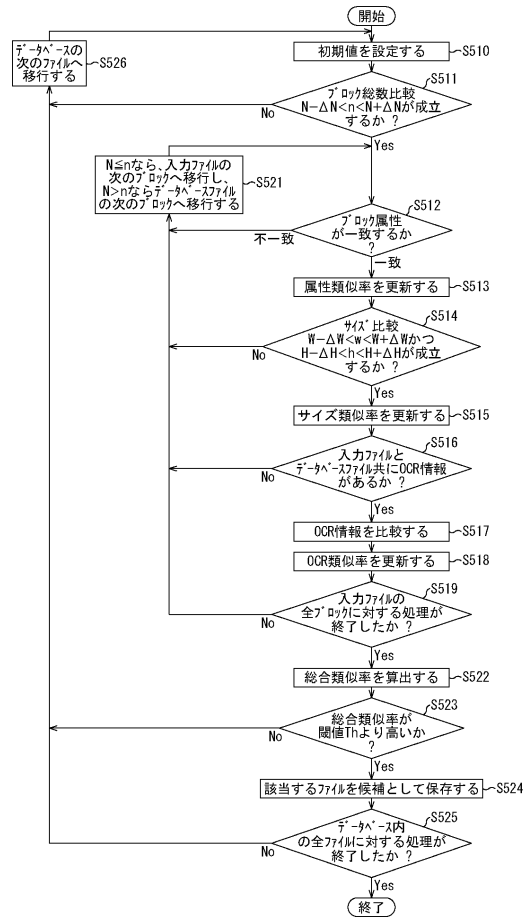 開始
データベースの
次のファイルへ
移行する
S526
初期値を設定する
S510
ブロック総数比較
N−ΔN<n<N+ΔNが成立
するか ?
S511
No
Yes
N≦nなら、入力ファイルの
次のブロックへ移行し、
N>nならデータベースファイル
の次のブロックへ移行する
S521
ブロック属性
が一致するか
?
S512
不一致
一致
属性類似率を更新する
S513
サイズ比較
W−ΔW<w<W+ΔWかつ
H−ΔH<h<H+ΔHが成立
するか ?
S514
No
Yes
サイズ類似率を更新する
S515
入力ファイルと
データベースファイル共にOCR情報
があるか ?
S516
No
Yes
OCR情報を比較する
S517
OCR類似率を更新する
S518
入力ファイルの
全ブロックに対する処理が
終了したか ?
S519
No
Yes
総合類似率を算出する
S522
総合類似率が
閾値Thより高いか
?
S523
No
Yes
該当するファイルを候補として保存する
S524
データベース内
の全ファイルに対する処理が
終了したか ?
S525
No
Yes
終了